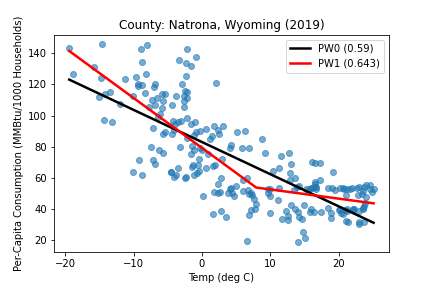 County: Natrona, Wyoming (2019)
Per-Capita Consumption (MMBtu/1000 Households)
140
120
100
80
60
40
20
PW0 (0.59)
PW1 (0.643)
−20 −10 0 10 20
Temp (deg C)